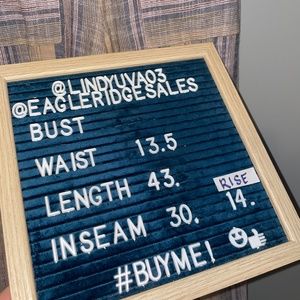 @LINDYUVA03
@EAGLERIDGESALES
BUST
WAIST 13.5
LENGTH 43. RISE
INSEAM 30. 14.
#BUYME!